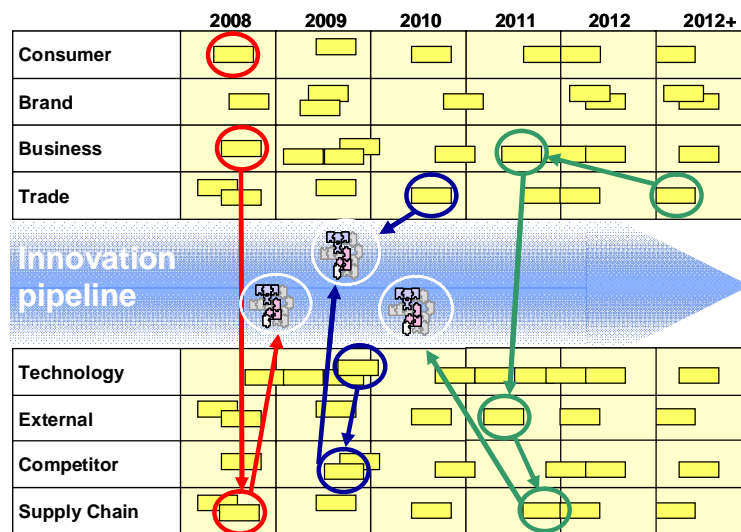 2008 2009 2010 2011 2012 2012+
Consumer
Brand
Business
Trade
Innovation
pipeline
Technology
External
Competitor
Supply Chain